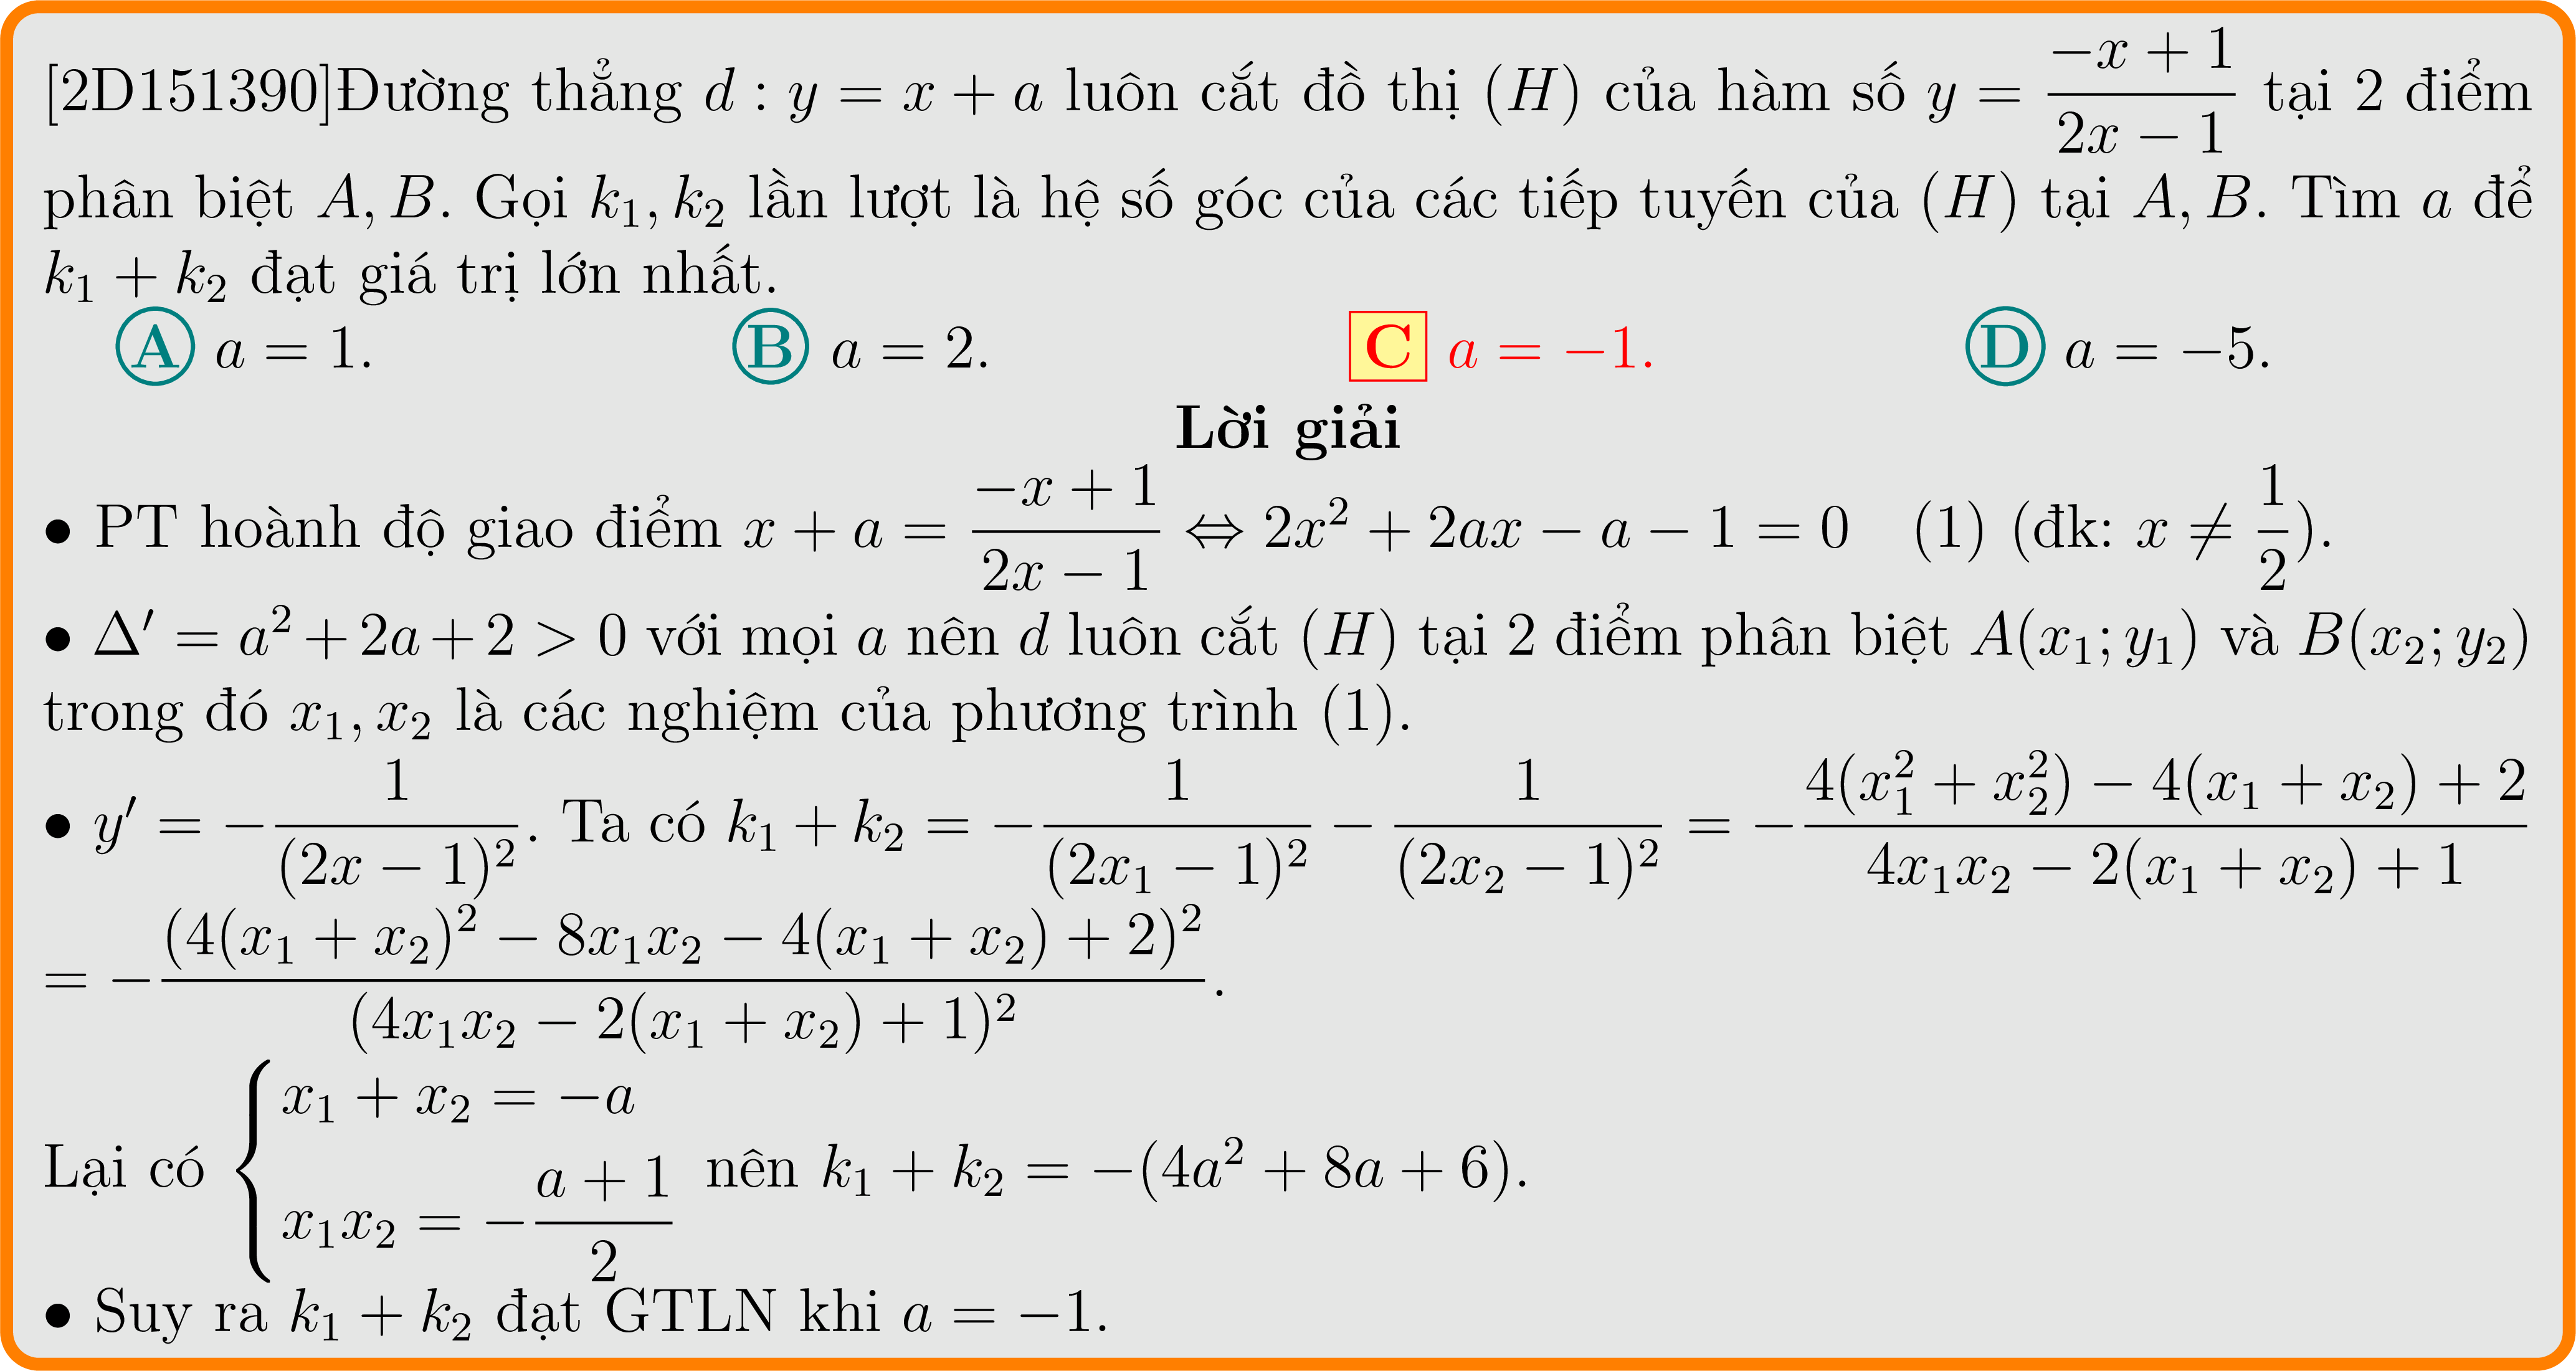 [2D151390]Đường thẳng $d : y = x + a$ luôn cắt đồ thị $(H)$ của hàm số $y = \dfrac{-x+1}{2x-1}$ tại 2 điểm
phân biệt $A, B$. Gọi $k_1, k_2$ lần lượt là hệ số góc của các tiếp tuyến của $(H)$ tại $A, B$. Tìm $a$ để
$k_1 + k_2$ đạt giá trị lớn nhất.
A $a = 1$. B $a = 2$. C $a = -1$. D $a = -5$.
Lời giải
• PT hoành độ giao điểm $x + a = \dfrac{-x+1}{2x-1} \Leftrightarrow 2x^2 + 2ax - a - 1 = 0 \quad (1)$ (đk: $x \neq \dfrac{1}{2}$).
• $\Delta' = a^2 + 2a + 2 > 0$ với mọi $a$ nên $d$ luôn cắt $(H)$ tại 2 điểm phân biệt $A(x_1; y_1)$ và $B(x_2; y_2)$
trong đó $x_1, x_2$ là các nghiệm của phương trình (1).
• $y' = -\dfrac{1}{(2x-1)^2}$. Ta có $k_1 + k_2 = -\dfrac{1}{(2x_1-1)^2} - \dfrac{1}{(2x_2-1)^2} = -\dfrac{4(x_1^2 + x_2^2) - 4(x_1 + x_2) + 2}{4x_1x_2 - 2(x_1 + x_2) + 1}$
$= -\dfrac{(4(x_1 + x_2)^2 - 8x_1x_2 - 4(x_1 + x_2) + 2)^2}{(4x_1x_2 - 2(x_1 + x_2) + 1)^2}$.
Lại có $\begin{cases} x_1 + x_2 = -a \\ x_1x_2 = -\dfrac{a+1}{2} \end{cases}$ nên $k_1 + k_2 = -(4a^2 + 8a + 6)$.
• Suy ra $k_1 + k_2$ đạt GTLN khi $a = -1$.